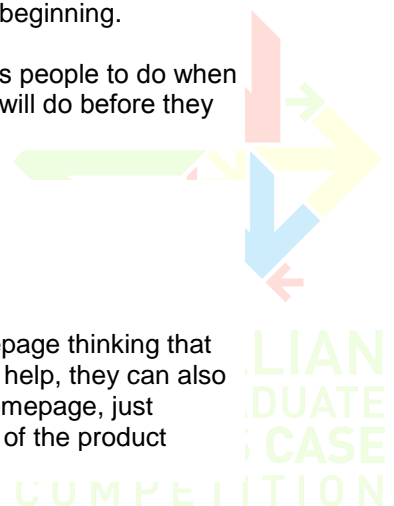 beginning.
s people to do when
will do before they
page thinking that
help, they can also
mepage, just
of the product
LIAN
DUATE
CASE
COMPETITION